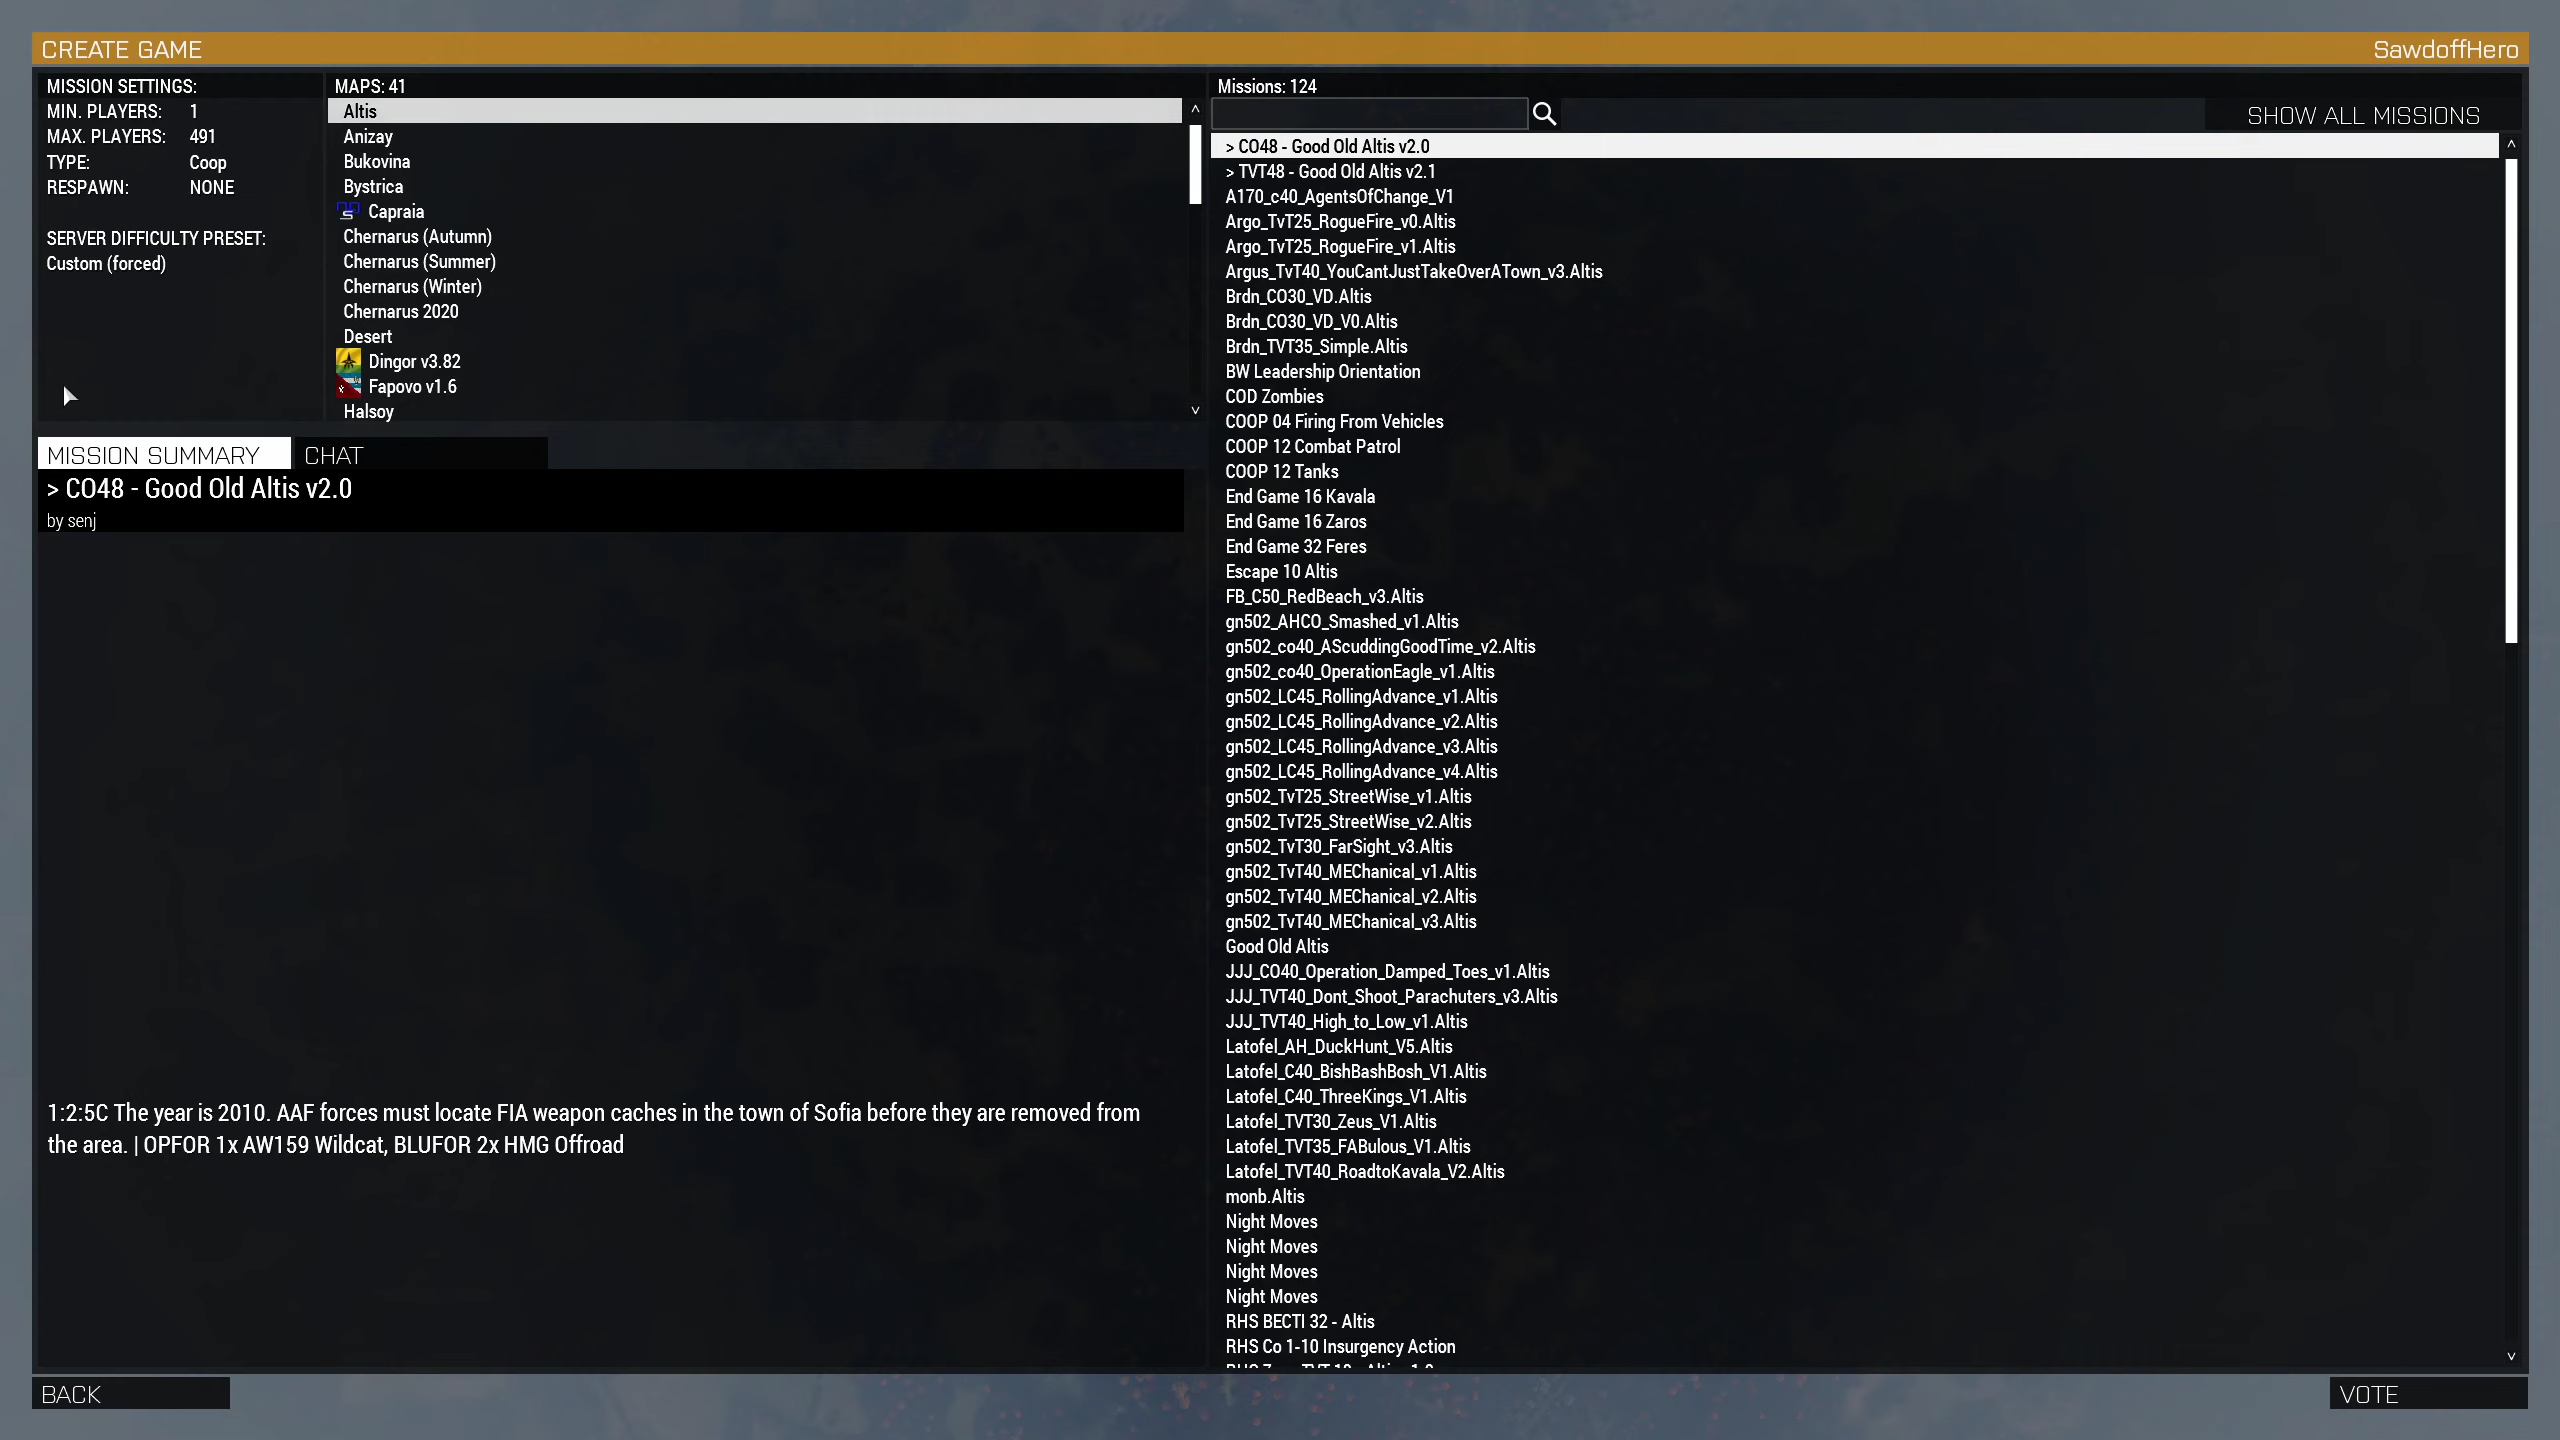 CREATE GAME
SawdoffHero
MISSION SETTINGS:
MIN. PLAYERS: 1
MAX. PLAYERS: 491
TYPE: Coop
RESPAWN: NONE
SERVER DIFFICULTY PRESET:
Custom (forced)
MAPS: 41
Altis
Anizay
Bukovina
Bystrica
Capraia
Chernarus (Autumn)
Chernarus (Summer)
Chernarus (Winter)
Chernarus 2020
Desert
Dingor v3.82
Fapovo v1.6
Halsoy
MISSION SUMMARY
CHAT
> CO48 - Good Old Altis v2.0
by senj
1:2:5C The year is 2010. AAF forces must locate FIA weapon caches in the town of Sofia before they are removed from
the area. | OPFOR 1x AW159 Wildcat, BLUFOR 2x HMG Offroad
Missions: 124
SHOW ALL MISSIONS
> CO48 - Good Old Altis v2.0
> TVT48 - Good Old Altis v2.1
A170_c40_AgentsOfChange_V1
Argo_TvT25_RogueFire_v0.Altis
Argo_TvT25_RogueFire_v1.Altis
Argus_TvT40_YouCantJustTakeOverATown_v3.Altis
Brdn_CO30_VD.Altis
Brdn_CO30_VD_V0.Altis
Brdn_TVT35_Simple.Altis
BW Leadership Orientation
COD Zombies
COOP 04 Firing From Vehicles
COOP 12 Combat Patrol
COOP 12 Tanks
End Game 16 Kavala
End Game 16 Zaros
End Game 32 Feres
Escape 10 Altis
FB_C50_RedBeach_v3.Altis
gn502_AHCO_Smashed_v1.Altis
gn502_co40_AScuddingGoodTime_v2.Altis
gn502_co40_OperationEagle_v1.Altis
gn502_LC45_RollingAdvance_v1.Altis
gn502_LC45_RollingAdvance_v2.Altis
gn502_LC45_RollingAdvance_v3.Altis
gn502_LC45_RollingAdvance_v4.Altis
gn502_TvT25_StreetWise_v1.Altis
gn502_TvT25_StreetWise_v2.Altis
gn502_TvT30_FarSight_v3.Altis
gn502_TvT40_MEChanical_v1.Altis
gn502_TvT40_MEChanical_v2.Altis
gn502_TvT40_MEChanical_v3.Altis
Good Old Altis
JJJ_CO40_Operation_Damped_Toes_v1.Altis
JJJ_TVT40_Dont_Shoot_Parachuters_v3.Altis
JJJ_TVT40_High_to_Low_v1.Altis
Latofel_AH_DuckHunt_V5.Altis
Latofel_C40_BishBashBosh_V1.Altis
Latofel_C40_ThreeKings_V1.Altis
Latofel_TVT30_Zeus_V1.Altis
Latofel_TVT35_FABulous_V1.Altis
Latofel_TVT40_RoadtoKavala_V2.Altis
monb.Altis
Night Moves
Night Moves
Night Moves
Night Moves
RHS BECTI 32 - Altis
RHS Co 1-10 Insurgency Action
BACK
VOTE